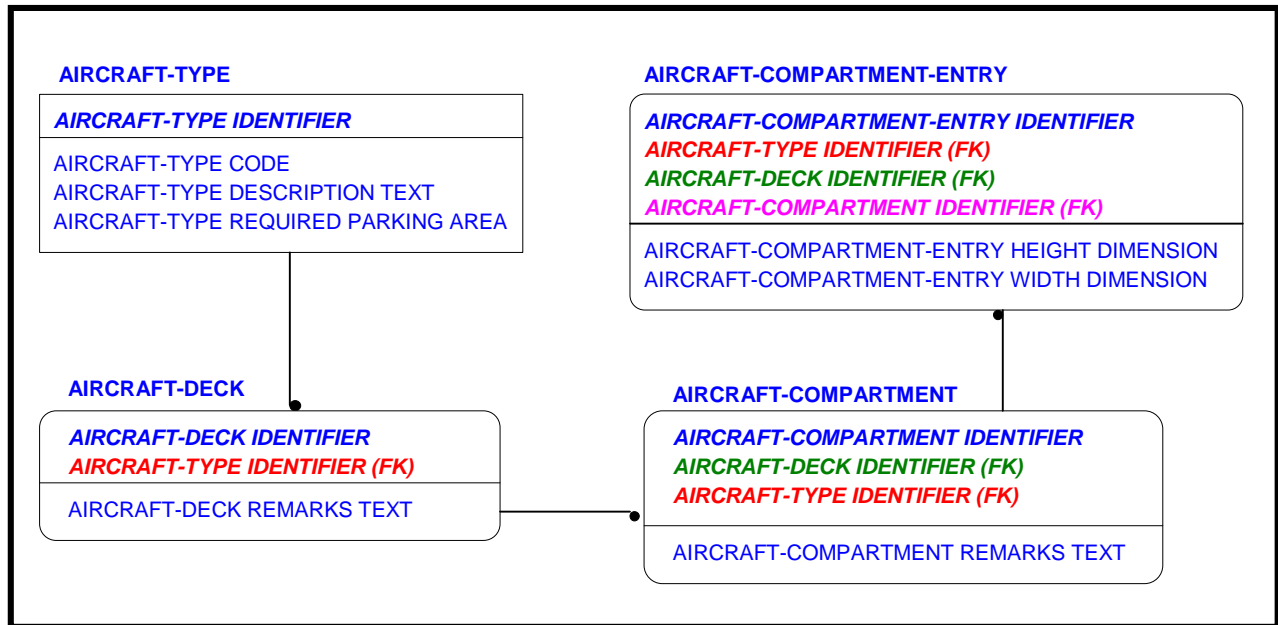 AIRCRAFT-TYPE
AIRCRAFT-TYPE IDENTIFIER
AIRCRAFT-TYPE CODE
AIRCRAFT-TYPE DESCRIPTION TEXT
AIRCRAFT-TYPE REQUIRED PARKING AREA
AIRCRAFT-COMPARTMENT-ENTRY
AIRCRAFT-COMPARTMENT-ENTRY IDENTIFIER
AIRCRAFT-TYPE IDENTIFIER (FK)
AIRCRAFT-DECK IDENTIFIER (FK)
AIRCRAFT-COMPARTMENT IDENTIFIER (FK)
AIRCRAFT-COMPARTMENT-ENTRY HEIGHT DIMENSION
AIRCRAFT-COMPARTMENT-ENTRY WIDTH DIMENSION
AIRCRAFT-DECK
AIRCRAFT-DECK IDENTIFIER
AIRCRAFT-TYPE IDENTIFIER (FK)
AIRCRAFT-DECK REMARKS TEXT
AIRCRAFT-COMPARTMENT
AIRCRAFT-COMPARTMENT IDENTIFIER
AIRCRAFT-DECK IDENTIFIER (FK)
AIRCRAFT-TYPE IDENTIFIER (FK)
AIRCRAFT-COMPARTMENT REMARKS TEXT